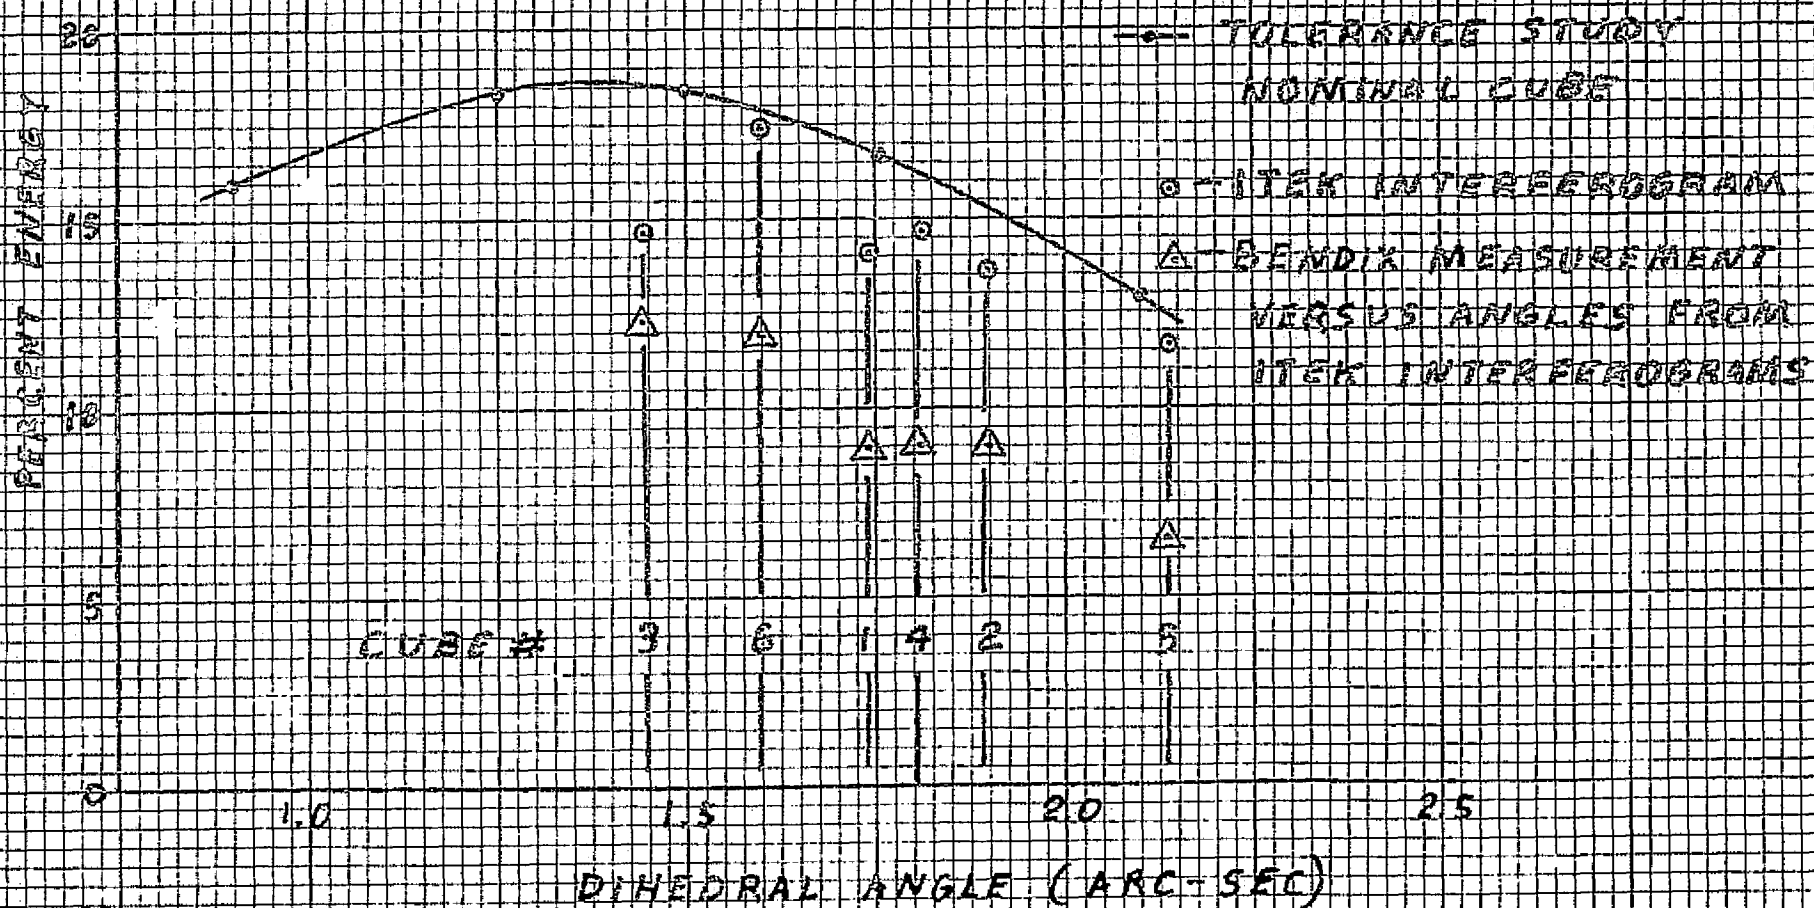 20
TOLERANCE STUDY
NOMINAL CUBE
PERCENT ENERGY
ITEK INTERFEROGRAM
15
BENDIX MEASUREMENT
VERSUS ANGLES FROM
ITEK INTERFEROGRAMS
10
5
CUBE # 3 6 1 4 2 5
0
1.0 1.5 2.0 2.5
DIHEDRAL ANGLE (ARC-SEC)